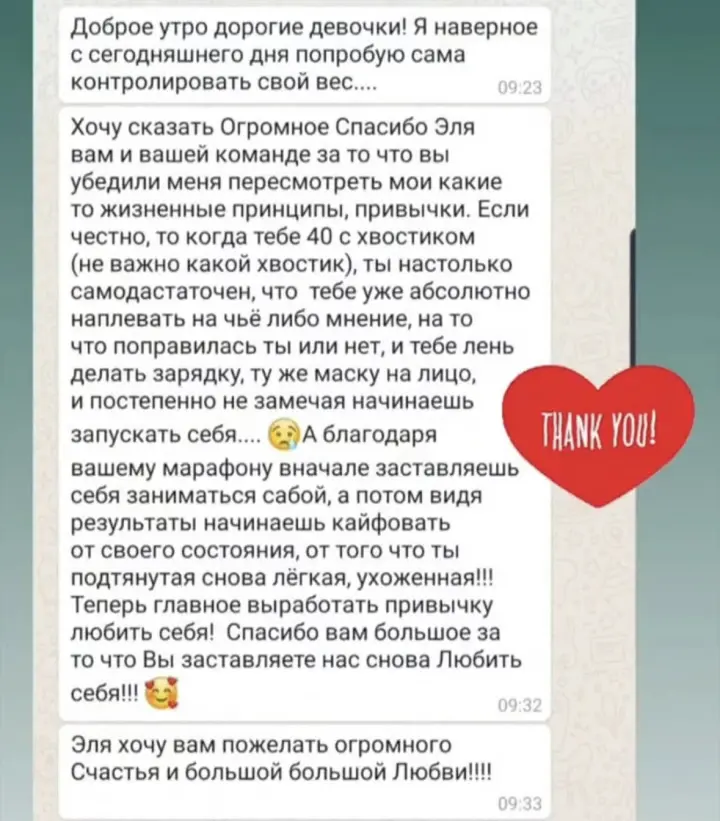 Доброе утро дорогие девочки! Я наверное
с сегодняшнего дня попробую сама
контролировать свой вес....
09:23
Хочу сказать Огромное Спасибо Эля
вам и вашей команде за то что вы
убедили меня пересмотреть мои какие
то жизненные принципы, привычки. Если
честно, то когда тебе 40 с хвостиком
(не важно какой хвостик), ты настолько
самодастаточен, что тебе уже абсолютно
наплевать на чьё либо мнение, на то
что поправилась ты или нет, и тебе лень
делать зарядку, ту же маску на лицо,
и постепенно не замечая начинаешь
запускать себя.... 😢А благодаря
вашему марафону вначале заставляешь
себя заниматься сабой, а потом видя
результаты начинаешь кайфовать
от своего состояния, от того что ты
подтянутая снова лёгкая, ухоженная!!!
Теперь главное выработать привычку
любить себя! Спасибо вам большое за
то что Вы заставляете нас снова Любить
себя!!! 🥰
09:32
THANK YOU!
Эля хочу вам пожелать огромного
Счастья и большой большой Любви!!!!
09:33